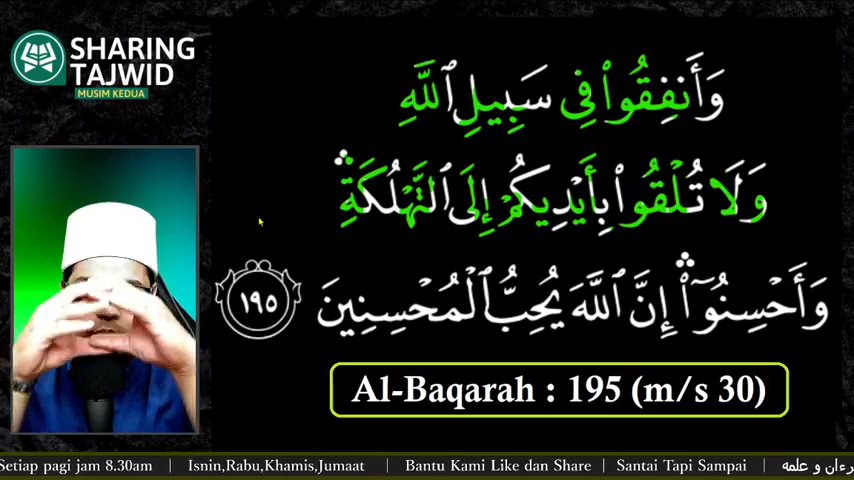 SHARING
TAJWID
MUSIM KEDUA
وَأَنفِقُوا۟ فِى سَبِيلِ ٱللَّهِ
وَلَا تُلْقُوا۟ بِأَيْدِيكُمْ إِلَى ٱلتَّهْلُكَةِ ۛ
وَأَحْسِنُوٓا۟ ۛ إِنَّ ٱللَّهَ يُحِبُّ ٱلْمُحْسِنِينَ ١٩٥
Al-Baqarah : 195 (m/s 30)
Setiap pagi jam 8.30am | Isnin,Rabu,Khamis,Jumaat | Bantu Kami Like dan Share | Santai Tapi Sampai | و علمه